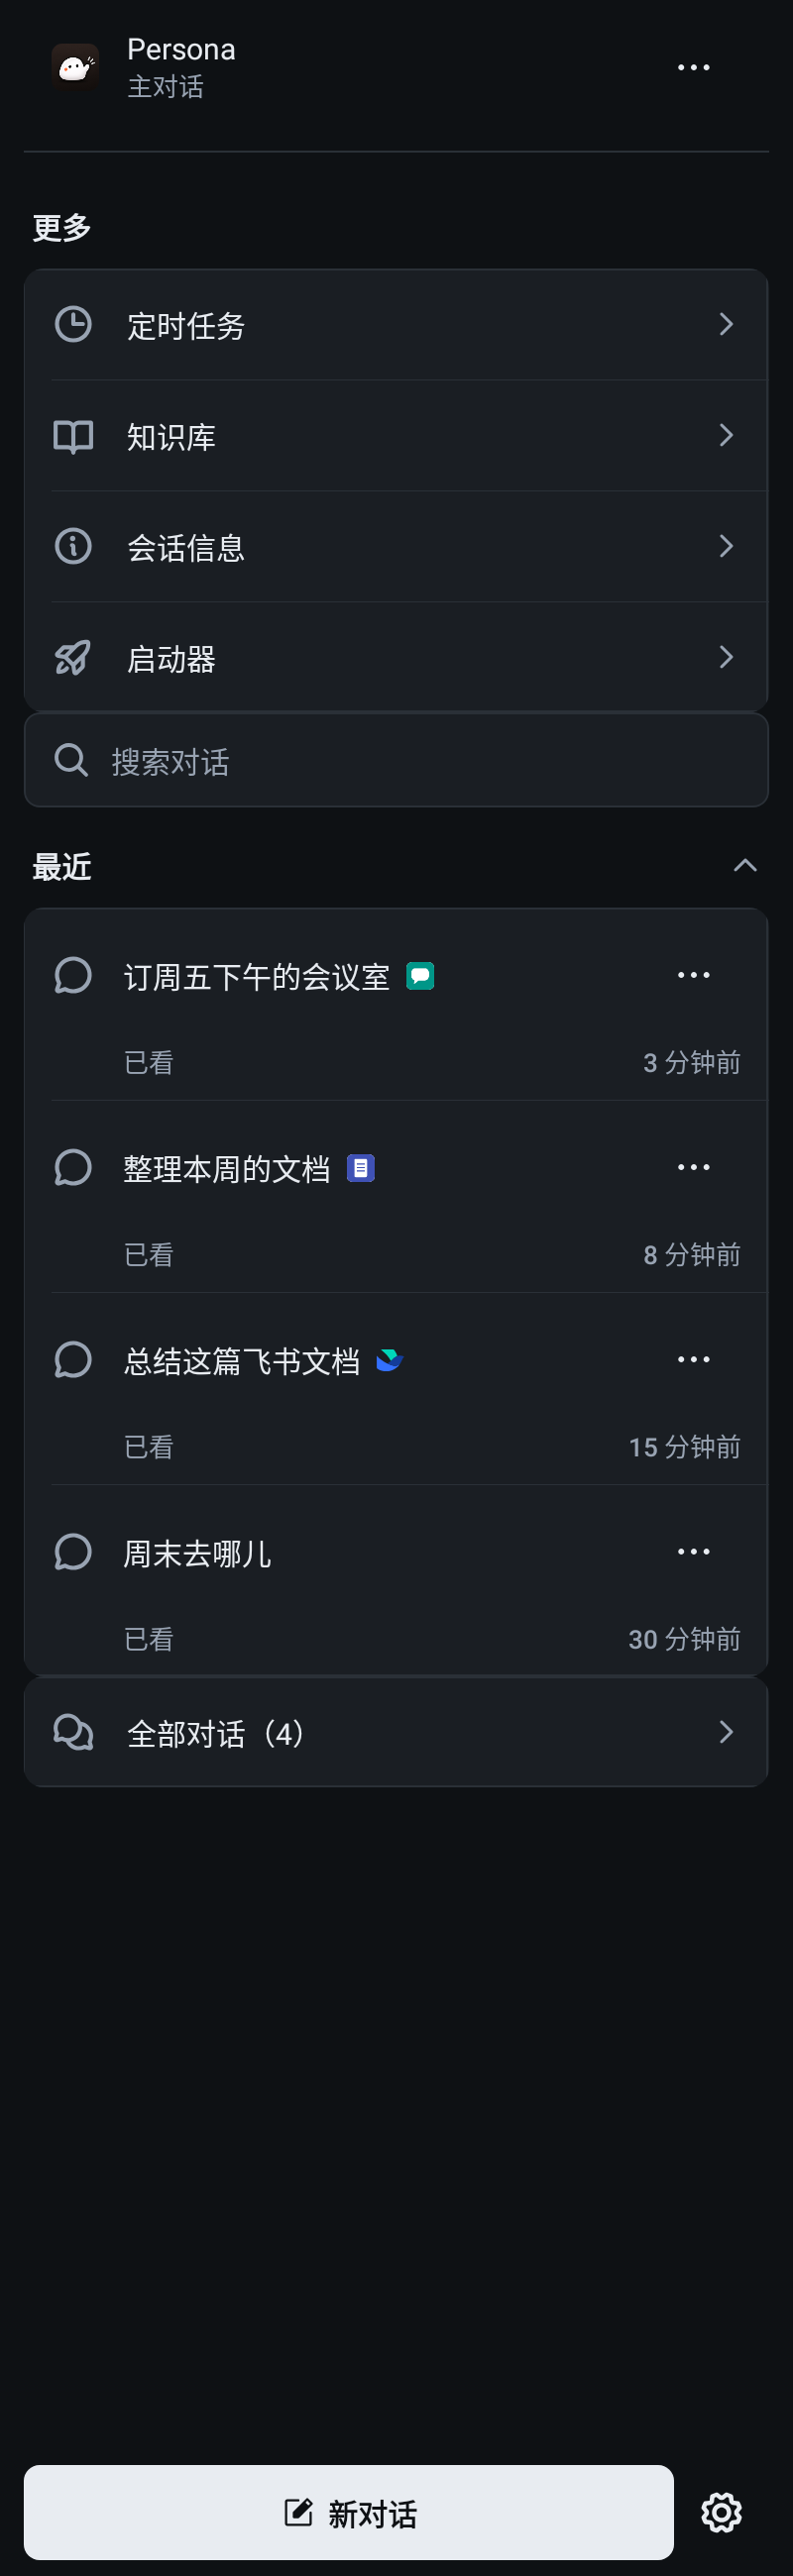 Persona
主对话
更多
定时任务
知识库
会话信息
启动器
搜索对话
最近
订周五下午的会议室
已看
3 分钟前
整理本周的文档
已看
8 分钟前
总结这篇飞书文档
已看
15 分钟前
周末去哪儿
已看
30 分钟前
全部对话（4）
新对话